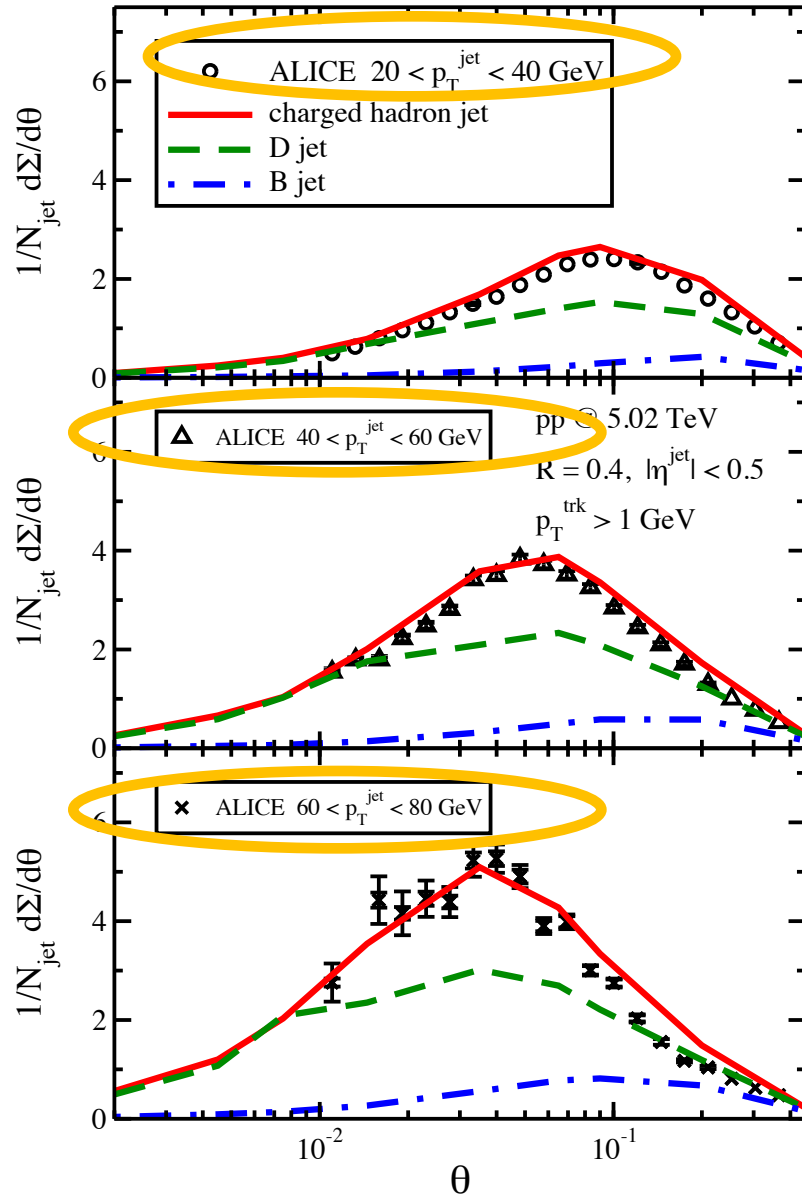 6
4
2
0
1/N_jet dΣ/dθ
ALICE 20 < p_T^jet < 40 GeV
charged hadron jet
D jet
B jet
6
4
2
0
1/N_jet dΣ/dθ
ALICE 40 < p_T^jet < 60 GeV
pp @ 5.02 TeV
R = 0.4, |η^jet| < 0.5
p_T^trk > 1 GeV
6
4
2
0
1/N_jet dΣ/dθ
ALICE 60 < p_T^jet < 80 GeV
10^-2
10^-1
θ